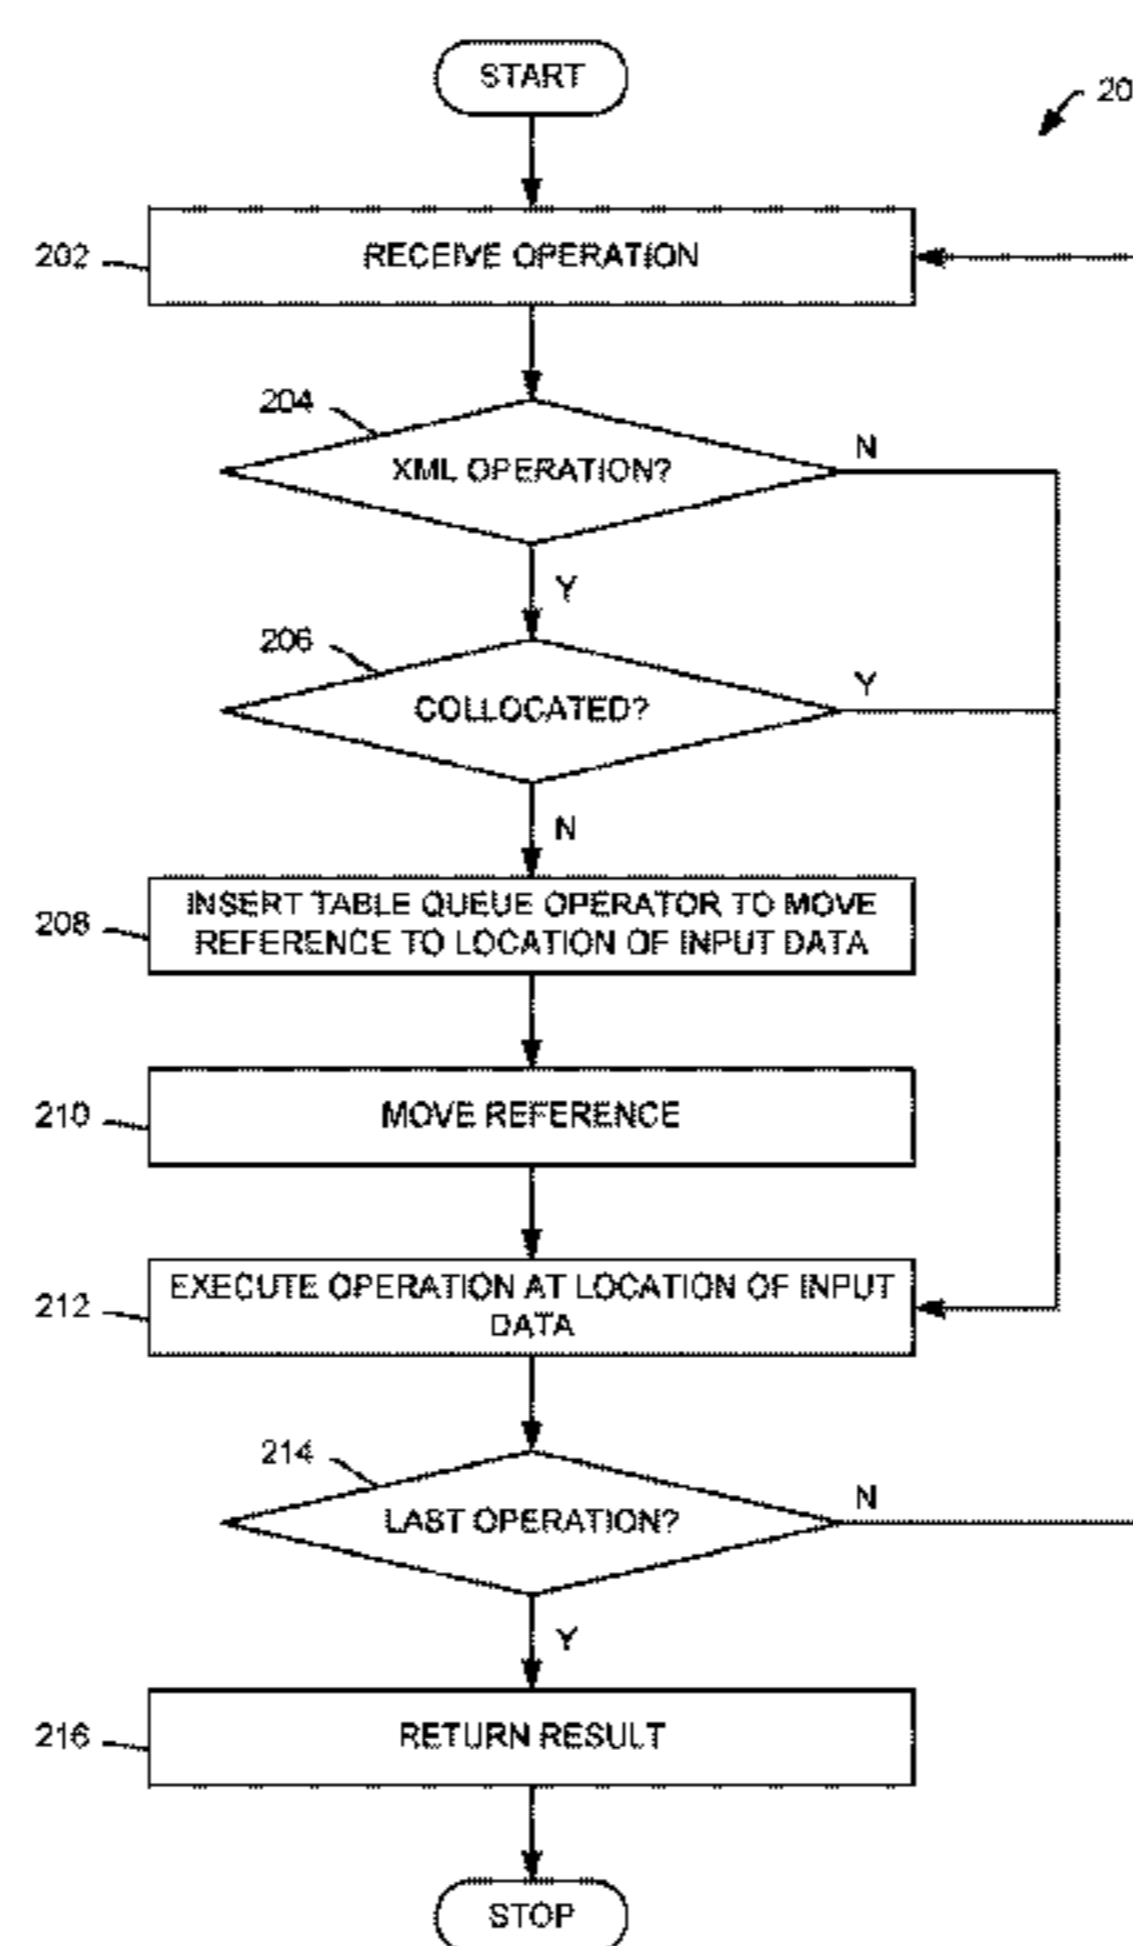 START
20
202
RECEIVE OPERATION
204
XML OPERATION?
N
Y
206
COLLOCATED?
Y
N
208
INSERT TABLE QUEUE OPERATOR TO MOVE
REFERENCE TO LOCATION OF INPUT DATA
210
MOVE REFERENCE
212
EXECUTE OPERATION AT LOCATION OF INPUT
DATA
214
LAST OPERATION?
N
Y
216
RETURN RESULT
STOP